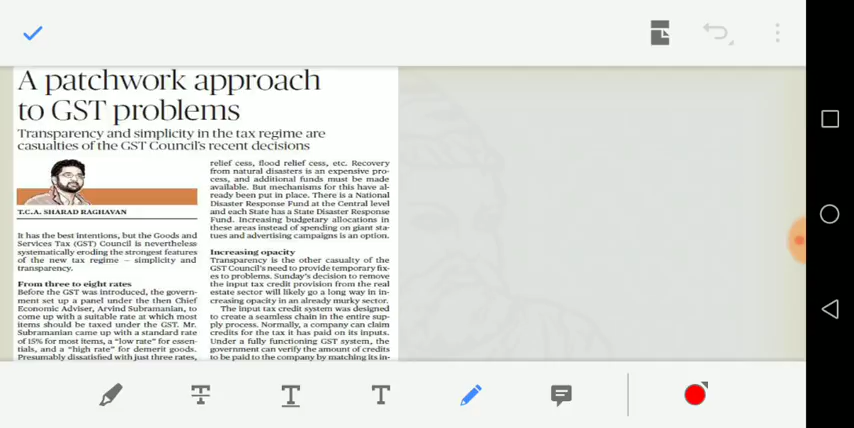 A patchwork approach
to GST problems
Transparency and simplicity in the tax regime are
casualties of the GST Council's recent decisions
T.C.A. SHARAD RAGHAVAN
It has the best intentions, but the Goods and
Services Tax (GST) Council is nevertheless
systematically eroding the strongest features
of the new tax regime – simplicity and
transparency.
From three to eight rates
Before the GST was introduced, the govern-
ment set up a panel under the then Chief
Economic Adviser, Arvind Subramanian, to
come up with a suitable rate at which most
items should be taxed under the GST. Mr.
Subramanian came up with a standard rate
of 15% for most items, a “low rate” for essen-
tials, and a “high rate” for demerit goods.
Presumably dissatisfied with just three rates,
relief cess, flood relief cess, etc. Recovery
from natural disasters is an expensive pro-
cess, and additional funds must be made
available. But mechanisms for this have al-
ready been put in place. There is a National
Disaster Response Fund at the Central level
and each State has a State Disaster Response
Fund. Increasing budgetary allocations in
these areas instead of spending on giant sta-
tues and advertising campaigns is an option.
Increasing opacity
Transparency is the other casualty of the
GST Council's need to provide temporary fix-
es to problems. Sunday's decision to remove
the input tax credit provision from the real
estate sector will likely go a long way in in-
creasing opacity in an already murky sector.
The input tax credit system was designed
to create a seamless chain in the entire sup-
ply process. Normally, a company can claim
credits for the tax it has paid on its inputs.
Under a fully functioning GST system, the
government can verify the amount of credits
to be paid to the company by matching its in-
T
T
T